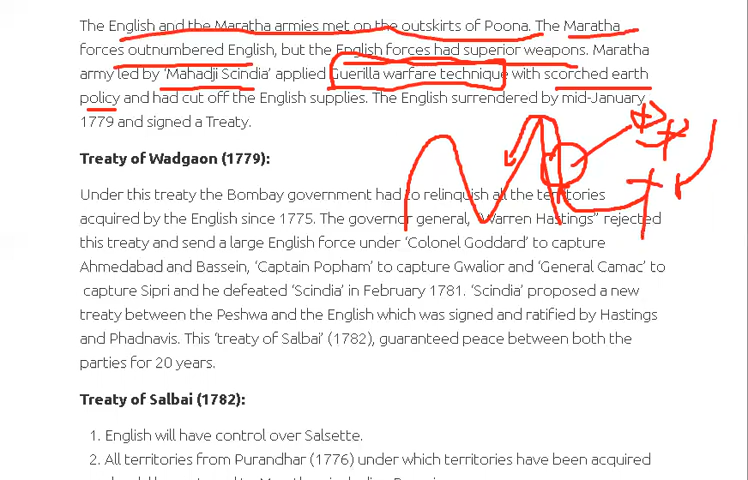 The English and the Maratha armies met on the outskirts of Poona. The Maratha
forces outnumbered English, but the English forces had superior weapons. Maratha
army led by ‘Mahadji Scindia’ applied Guerilla warfare technique with scorched earth
policy and had cut off the English supplies. The English surrendered by mid-January
1779 and signed a Treaty.
Treaty of Wadgaon (1779):
Under this treaty the Bombay government had to relinquish all the territories
acquired by the English since 1775. The governor general, “Warren Hastings” rejected
this treaty and send a large English force under ‘Colonel Goddard’ to capture
Ahmedabad and Bassein, ‘Captain Popham’ to capture Gwalior and ‘General Camac’ to
capture Sipri and he defeated ‘Scindia’ in February 1781. ‘Scindia’ proposed a new
treaty between the Peshwa and the English which was signed and ratified by Hastings
and Phadnavis. This ‘treaty of Salbai’ (1782), guaranteed peace between both the
parties for 20 years.
Treaty of Salbai (1782):
1. English will have control over Salsette.
2. All territories from Purandhar (1776) under which territories have been acquired